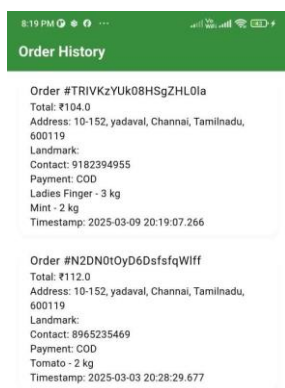 8:19 PM
Order History
Order #TRIVKzYUk08HSgZHL0la
Total: ₹104.0
Address: 10-152, yadaval, Channai, Tamilnadu,
600119
Landmark:
Contact: 9182394955
Payment: COD
Ladies Finger - 3 kg
Mint - 2 kg
Timestamp: 2025-03-09 20:19:07.266
Order #N2DN0tOyD6DsfsfqWlff
Total: ₹112.0
Address: 10-152, yadaval, Channai, Tamilnadu,
600119
Landmark:
Contact: 8965235469
Payment: COD
Tomato - 2 kg
Timestamp: 2025-03-03 20:28:29.677